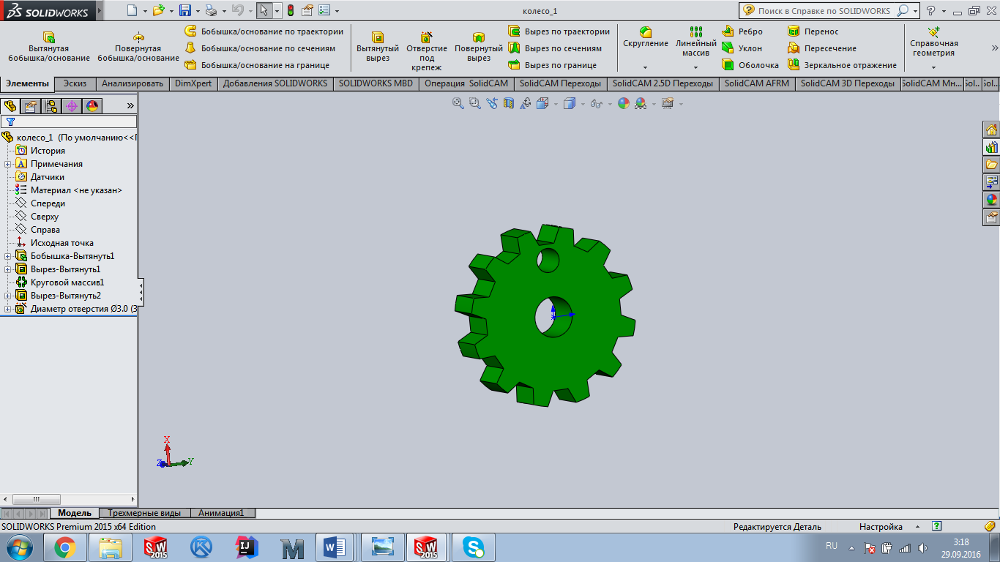 SOLIDWORKS
колесо_1
Поиск в Справке по SOLIDWORKS
Вытянутая
бобышка/основание
Повернутая
бобышка/основание
Бобышка/основание по траектории
Бобышка/основание по сечениям
Бобышка/основание на границе
Вытянутый
вырез
Отверстие
под
крепеж
Повернутый
вырез
Вырез по траектории
Вырез по сечениям
Вырез по границе
Скругление
Линейный
массив
Ребро
Уклон
Оболочка
Перенос
Пересечение
Зеркальное отражение
Справочная
геометрия
Элементы
Эскиз
Анализировать
DimXpert
Добавления SOLIDWORKS
SOLIDWORKS MBD
Операция SolidCAM
SolidCAM Переходы
SolidCAM 2.5D Переходы
SolidCAM AFRM
SolidCAM 3D Переходы
SolidCAM Мн...
колесо_1 (По умолчанию<<
История
Примечания
Датчики
Материал <не указан>
Спереди
Сверху
Справа
Исходная точка
Бобышка-Вытянуть1
Вырез-Вытянуть1
Круговой массив1
Вырез-Вытянуть2
Диаметр отверстия Ø3.0 (3
X
Z
Y
Модель
Трехмерные виды
Анимация1
SOLIDWORKS Premium 2015 x64 Edition
Редактируется Деталь
Настройка
RU
3:18
29.09.2016